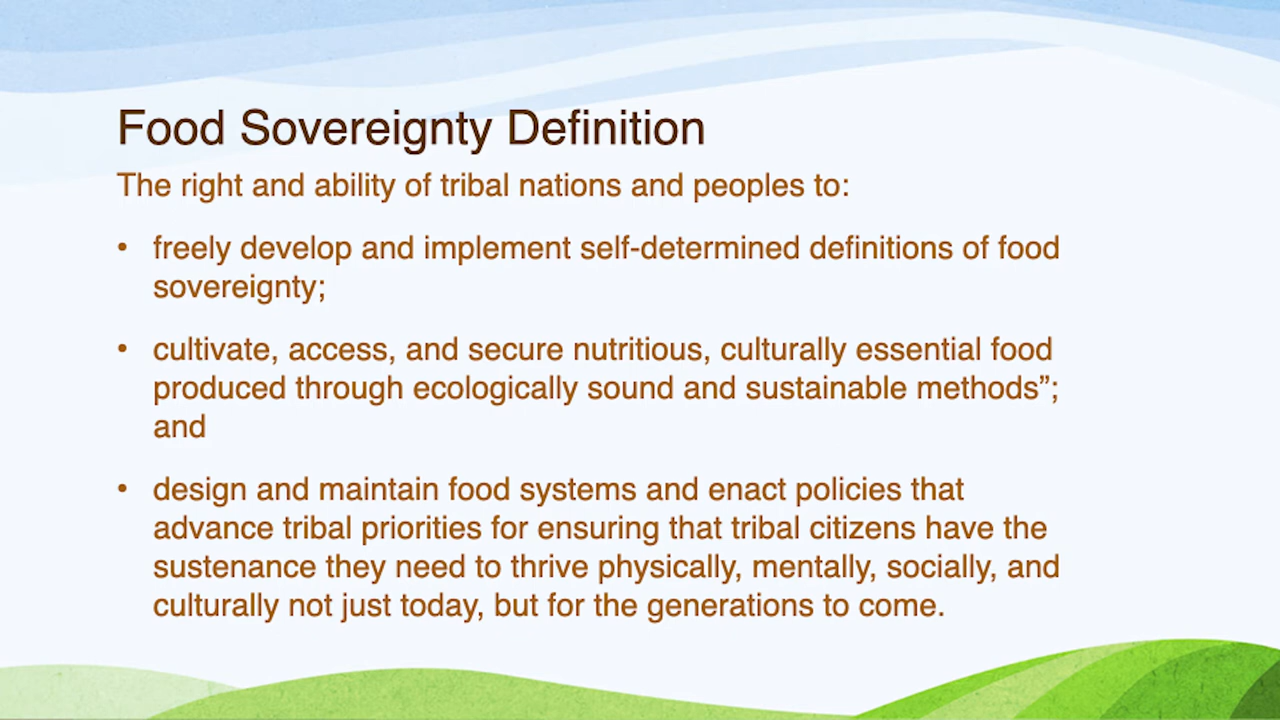 Food Sovereignty Definition
The right and ability of tribal nations and peoples to:
• freely develop and implement self-determined definitions of food
sovereignty;
• cultivate, access, and secure nutritious, culturally essential food
produced through ecologically sound and sustainable methods”;
and
• design and maintain food systems and enact policies that
advance tribal priorities for ensuring that tribal citizens have the
sustenance they need to thrive physically, mentally, socially, and
culturally not just today, but for the generations to come.